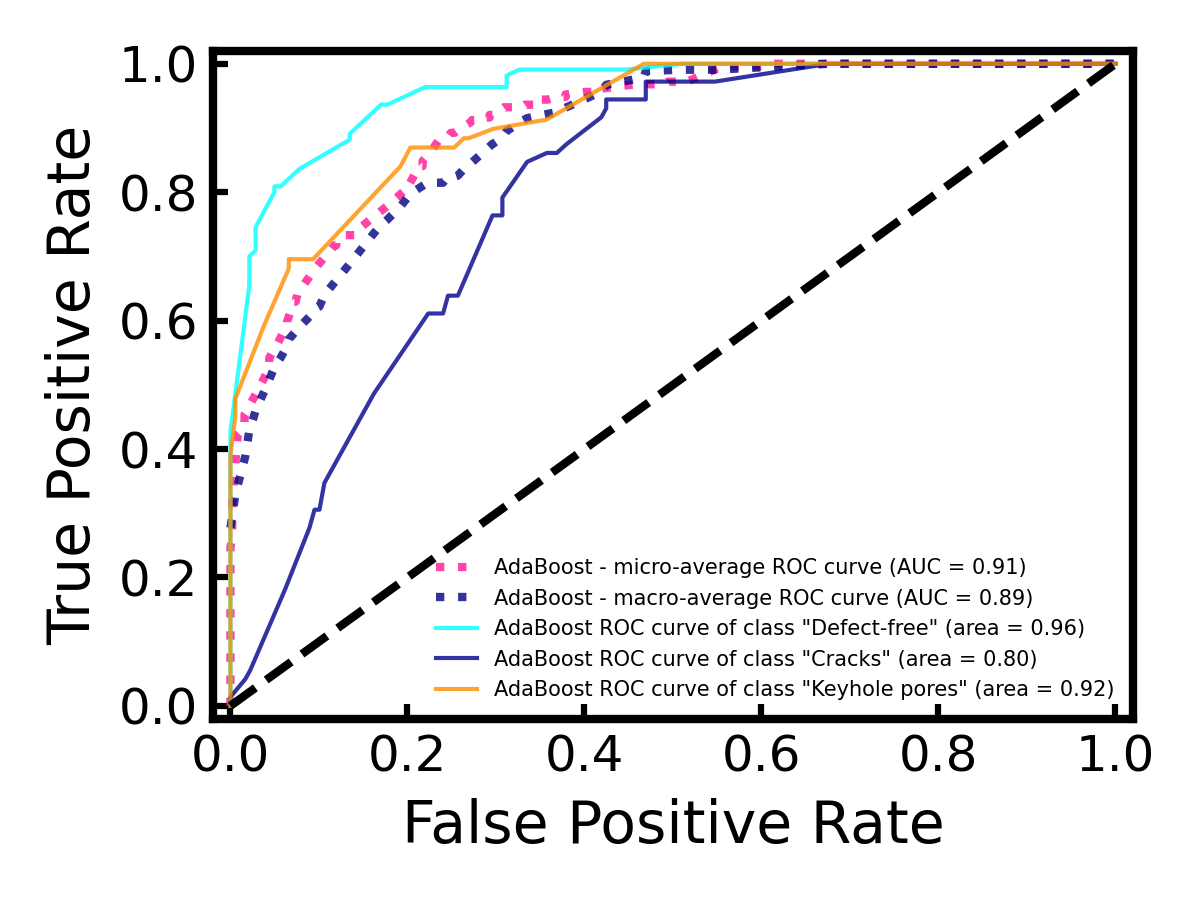 1.0
0.8
0.6
0.4
0.2
0.0
True Positive Rate
AdaBoost - micro-average ROC curve (AUC = 0.91)
AdaBoost - macro-average ROC curve (AUC = 0.89)
AdaBoost ROC curve of class "Defect-free" (area = 0.96)
AdaBoost ROC curve of class "Cracks" (area = 0.80)
AdaBoost ROC curve of class "Keyhole pores" (area = 0.92)
0.0 0.2 0.4 0.6 0.8 1.0
False Positive Rate